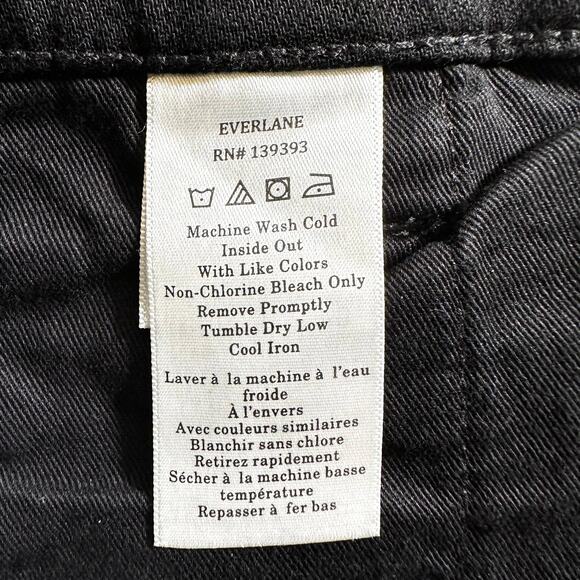 EVERLANE
RN# 139393
Machine Wash Cold
Inside Out
With Like Colors
Non-Chlorine Bleach Only
Remove Promptly
Tumble Dry Low
Cool Iron
Laver à la machine à l'eau
froide
À l'envers
Avec couleurs similaires
Blanchir sans chlore
Retirez rapidement
Sécher à la machine basse
température
Repasser à fer bas